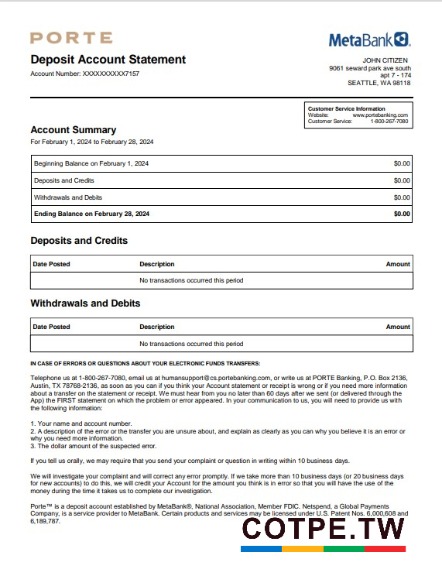 PORTE
MetaBank®
Deposit Account Statement
Account Number: XXXXXXXXXX7157
JOHN CITIZEN
9061 seward park ave south
apt 7 - 174
SEATTLE, WA 98118
Customer Service Information
Website: www.portebanking.com
Customer Service: 1-800-267-7080
Account Summary
For February 1, 2024 to February 28, 2024
Beginning Balance on February 1, 2024 $0.00
Deposits and Credits $0.00
Withdrawals and Debits $0.00
Ending Balance on February 28, 2024 $0.00
Deposits and Credits
Date Posted Description Amount
No transactions occurred this period
Withdrawals and Debits
Date Posted Description Amount
No transactions occurred this period
IN CASE OF ERRORS OR QUESTIONS ABOUT YOUR ELECTRONIC FUNDS TRANSFERS:
Telephone us at 1-800-267-7080, email us at humansupport@cs.portebanking.com, or write us at PORTE Banking, P.O. Box 2136,
Austin, TX 78768-2136, as soon as you can if you think your Account statement or receipt is wrong or if you need more information
about a transfer on the statement or receipt. We must hear from you no later than 60 days after we sent (or delivered through the
App) the FIRST statement on which the problem or error appeared. In your communication to us, you will need to provide us with
the following information:
1. Your name and account number.
2. A description of the error or the transfer you are unsure about, and explain as clearly as you can why you believe it is an error or
why you need more information.
3. The dollar amount of the suspected error.
If you tell us orally, we may require that you send your complaint or question in writing within 10 business days.
We will investigate your complaint and will correct any error promptly. If we take more than 10 business days (or 20 business days
for new accounts) to do this, we will credit your Account for the amount you think is in error so that you will have the use of the
money during the time it takes us to complete our investigation.
Porte™ is a deposit account established by MetaBank®, National Association, Member FDIC. Netspend, a Global Payments
Company, is a service provider to MetaBank. Certain products and services may be licensed under U.S. Patent Nos. 6,000,608 and
6,189,787.
COTPE.TW